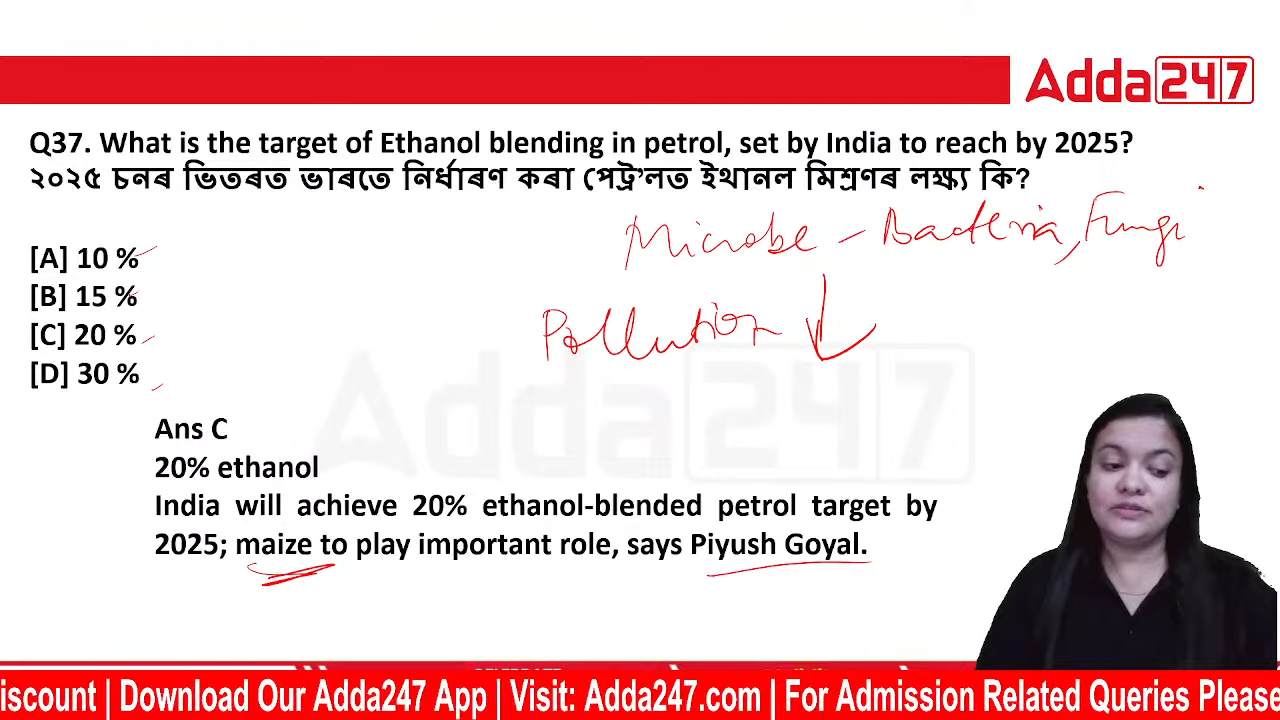 Adda247
Q37. What is the target of Ethanol blending in petrol, set by India to reach by 2025?
২০২৫ চনৰ ভিতৰত ভাৰতে নিৰ্ধাৰণ কৰা পেট্ৰ'লত ইথানল মিশ্ৰণৰ লক্ষ্য কি?
Microbe - Bacteria, Fungi
[A] 10 %
[B] 15 %
[C] 20 %
[D] 30 %
Pollution ↓
Adda247
Ans C
20% ethanol
India will achieve 20% ethanol-blended petrol target by
2025; maize to play important role, says Piyush Goyal.
iscount | Download Our Adda247 App | Visit: Adda247.com | For Admission Related Queries Please